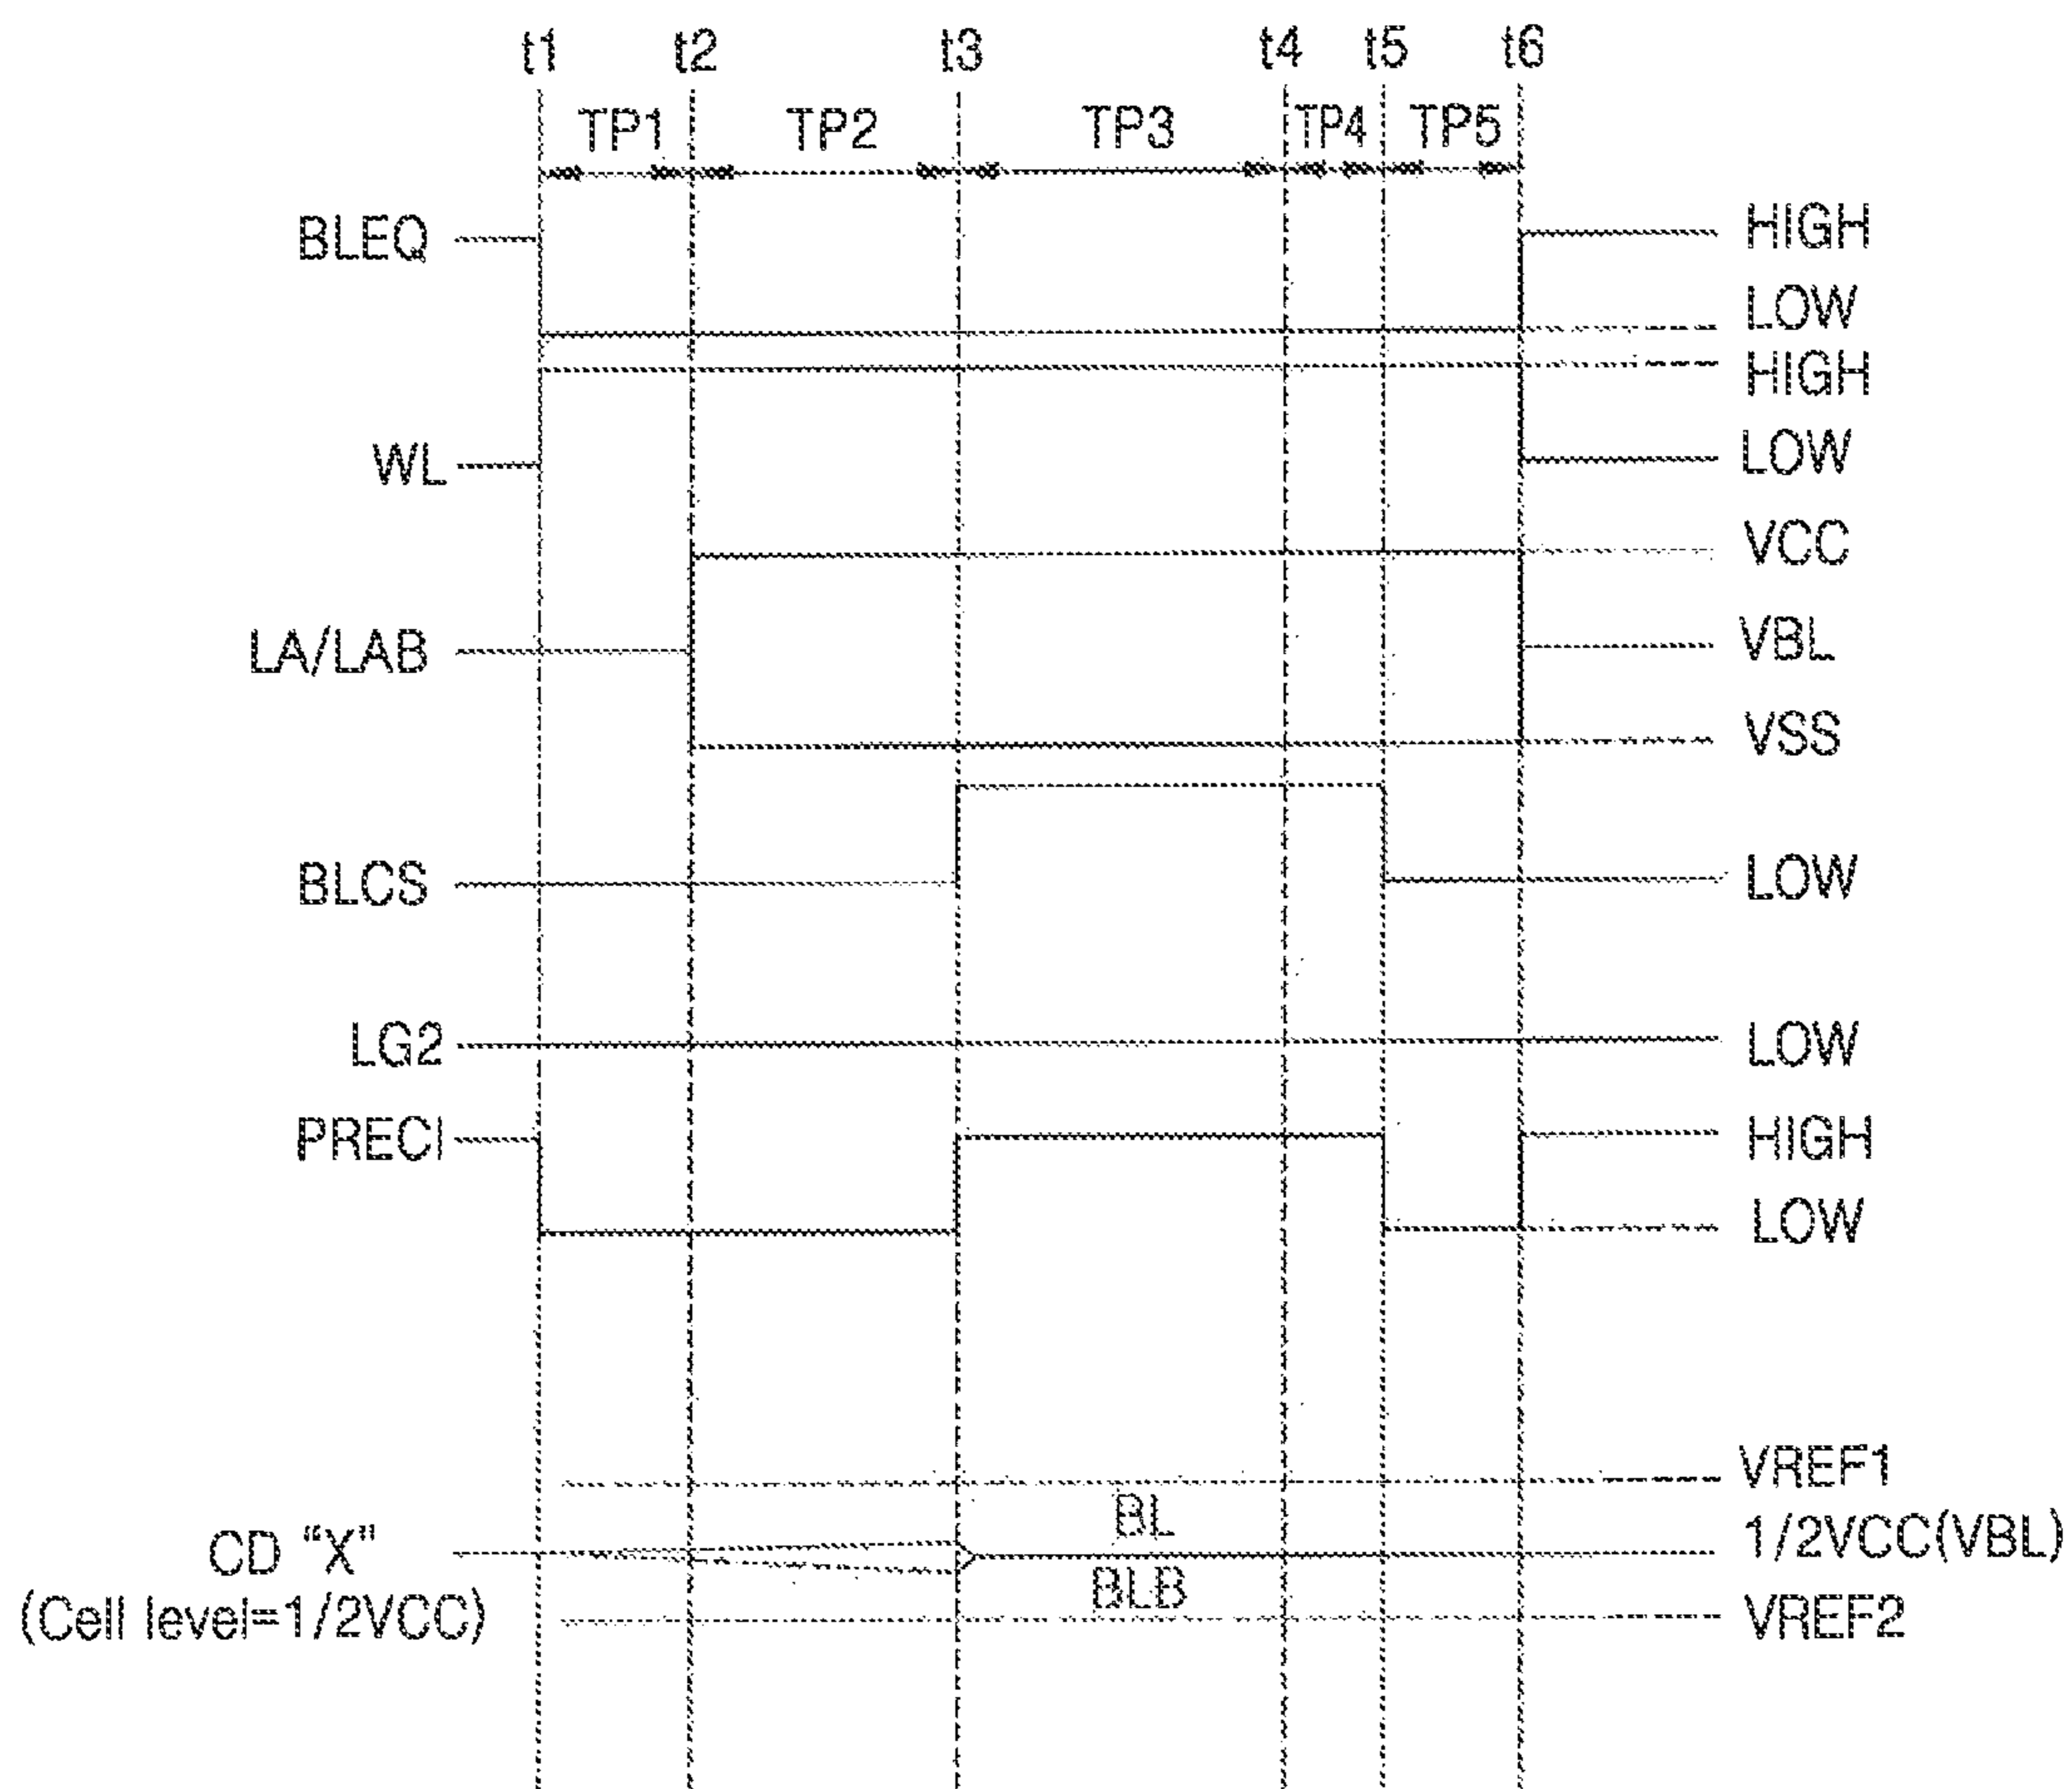 t1 t2 t3 t4 t5 t6
TP1 TP2 TP3 TP4 TP5
BLEQ HIGH
LOW
HIGH
WL LOW
VCC
LA/LAB VBL
VSS
BLCS LOW
LG2 LOW
PRECI HIGH
LOW
VREF1
BL
CD "X" 1/2VCC(VBL)
BLB
(Cell level=1/2VCC) VREF2